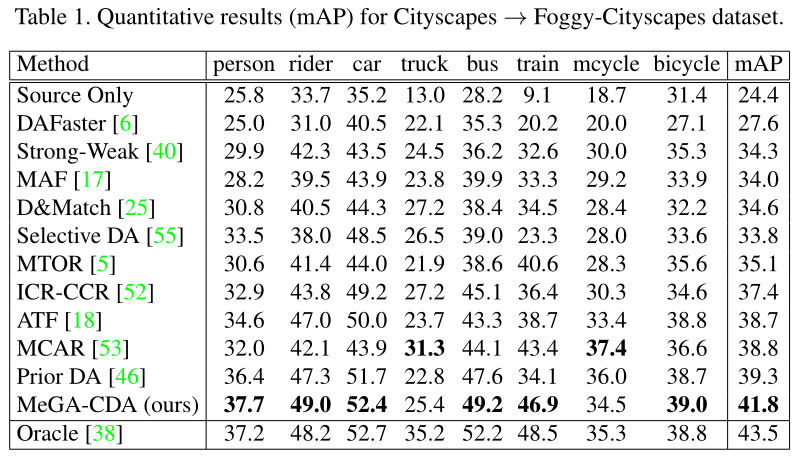 Table 1. Quantitative results (mAP) for Cityscapes → Foggy-Cityscapes dataset.
Method person rider car truck bus train mcycle bicycle mAP
Source Only 25.8 33.7 35.2 13.0 28.2 9.1 18.7 31.4 24.4
DAFaster [6] 25.0 31.0 40.5 22.1 35.3 20.2 20.0 27.1 27.6
Strong-Weak [40] 29.9 42.3 43.5 24.5 36.2 32.6 30.0 35.3 34.3
MAF [17] 28.2 39.5 43.9 23.8 39.9 33.3 29.2 33.9 34.0
D&Match [25] 30.8 40.5 44.3 27.2 38.4 34.5 28.4 32.2 34.6
Selective DA [55] 33.5 38.0 48.5 26.5 39.0 23.3 28.0 33.6 33.8
MTOR [5] 30.6 41.4 44.0 21.9 38.6 40.6 28.3 35.6 35.1
ICR-CCR [52] 32.9 43.8 49.2 27.2 45.1 36.4 30.3 34.6 37.4
ATF [18] 34.6 47.0 50.0 23.7 43.3 38.7 33.4 38.8 38.7
MCAR [53] 32.0 42.1 43.9 31.3 44.1 43.4 37.4 36.6 38.8
Prior DA [46] 36.4 47.3 51.7 22.8 47.6 34.1 36.0 38.7 39.3
MeGA-CDA (ours) 37.7 49.0 52.4 25.4 49.2 46.9 34.5 39.0 41.8
Oracle [38] 37.2 48.2 52.7 35.2 52.2 48.5 35.3 38.8 43.5